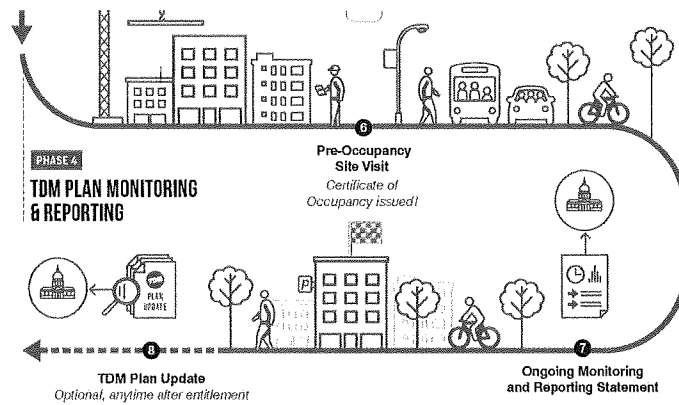 6
Pre-Occupancy
Site Visit
Certificate of
Occupancy issued!
PHASE 4
TDM PLAN MONITORING
& REPORTING
P
PLAN
UPDATE
8
TDM Plan Update
Optional, anytime after entitlement
7
Ongoing Monitoring
and Reporting Statement